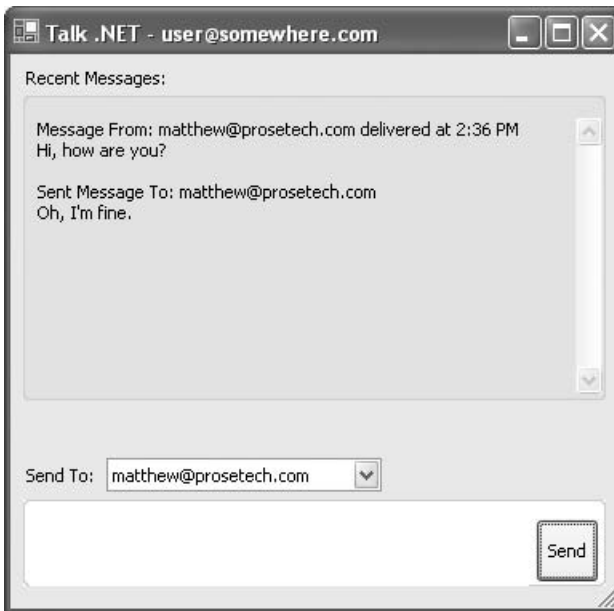 Talk .NET - user@somewhere.com
Recent Messages:
Message From: matthew@prosetech.com delivered at 2:36 PM
Hi, how are you?
Sent Message To: matthew@prosetech.com
Oh, I'm fine.
Send To: matthew@prosetech.com
Send